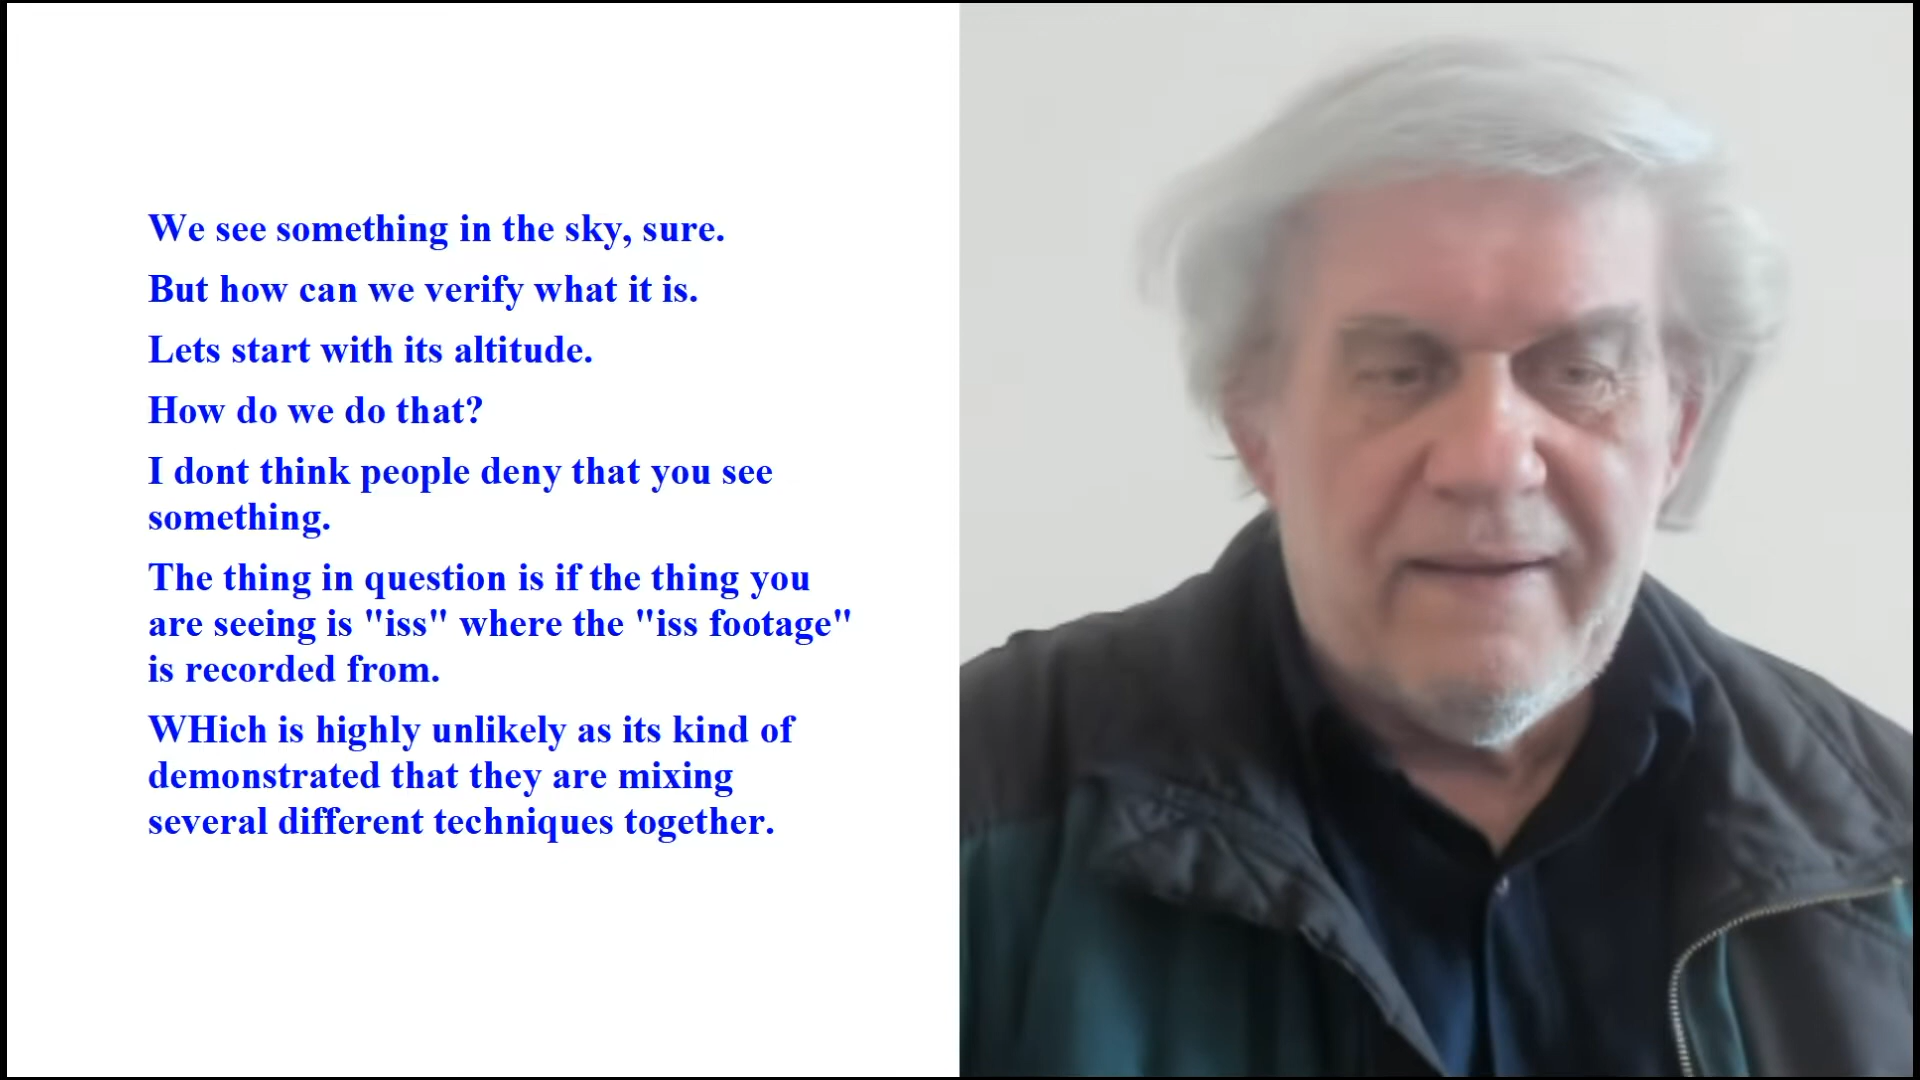 We see something in the sky, sure.
But how can we verify what it is.
Lets start with its altitude.
How do we do that?
I dont think people deny that you see
something.
The thing in question is if the thing you
are seeing is "iss" where the "iss footage"
is recorded from.
WHich is highly unlikely as its kind of
demonstrated that they are mixing
several different techniques together.